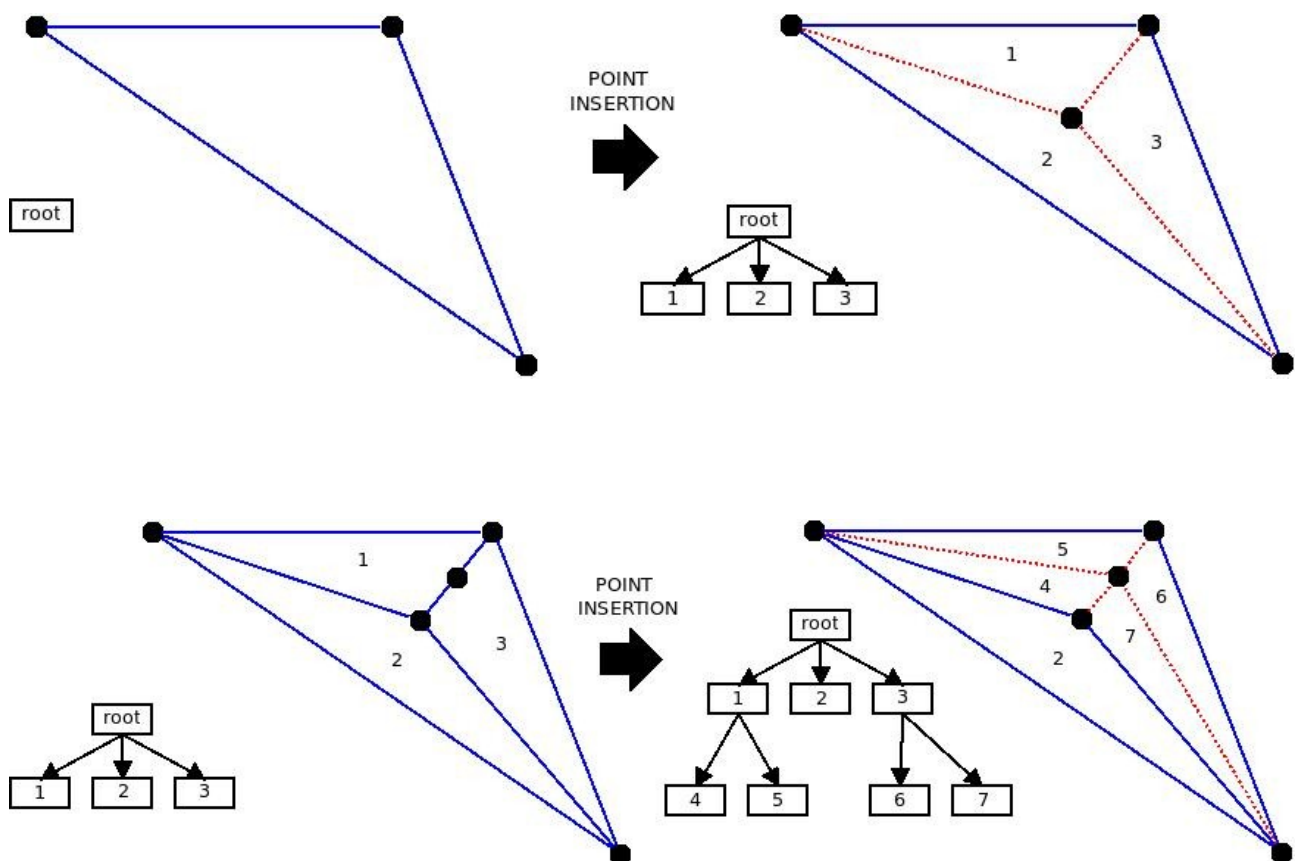 POINT
INSERTION
1
2
3
root
root
1 2 3
POINT
INSERTION
1
2
3
root
1 2 3
5
4
6
7
2
root
1 2 3
4 5 6 7